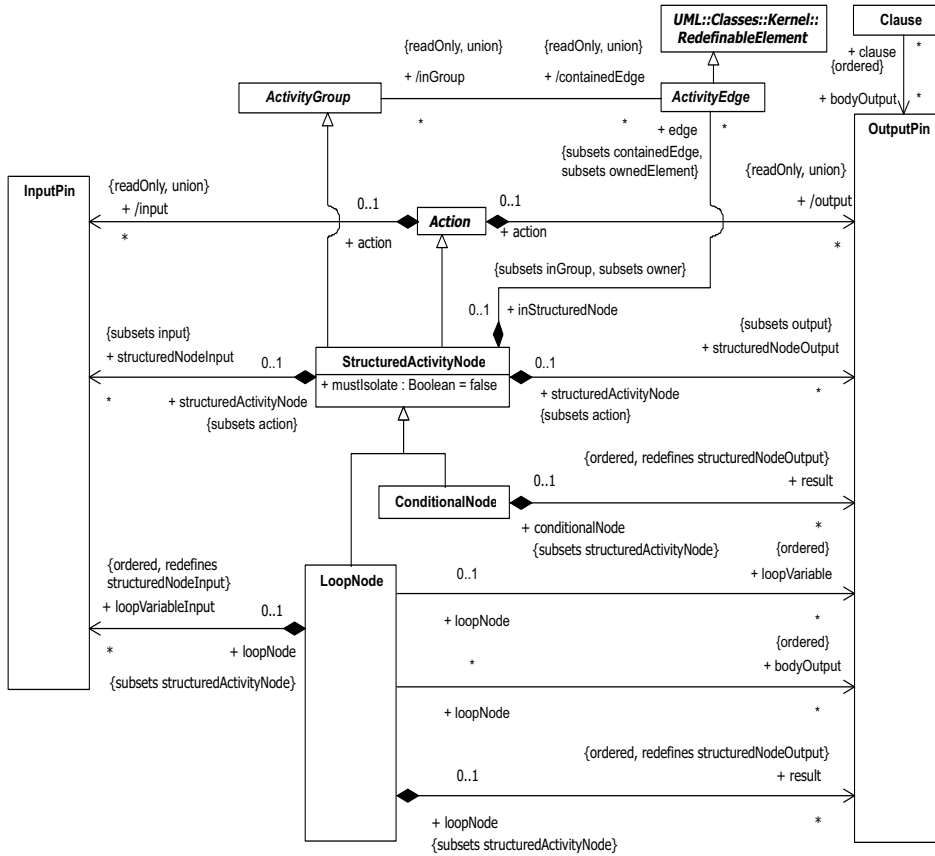 UML::Classes::Kernel::
RedefinableElement
Clause
{readOnly, union}
+ /inGroup
{readOnly, union}
+ /containedEdge
+ clause
{ordered}
*
ActivityGroup
ActivityEdge
+ bodyOutput
*
*
*
+ edge
*
{subsets containedEdge,
subsets ownedElement}
OutputPin
InputPin
{readOnly, union}
+ /input
*
0..1
+ action
Action
0..1
+ action
{readOnly, union}
+ /output
*
{subsets inGroup, subsets owner}
0..1
+ inStructuredNode
{subsets input}
+ structuredNodeInput
0..1
*
+ structuredActivityNode
{subsets action}
StructuredActivityNode
+ mustIsolate : Boolean = false
0..1
+ structuredActivityNode
{subsets action}
{subsets output}
+ structuredNodeOutput
*
ConditionalNode
{ordered, redefines structuredNodeOutput}
0..1
+ result
+ conditionalNode
*
{subsets structuredActivityNode}
{ordered, redefines
structuredNodeInput}
+ loopVariableInput
0..1
*
+ loopNode
{subsets structuredActivityNode}
LoopNode
{ordered}
0..1
+ loopVariable
+ loopNode
*
{ordered}
*
+ bodyOutput
+ loopNode
*
{ordered, redefines structuredNodeOutput}
0..1
+ result
+ loopNode
*
{subsets structuredActivityNode}